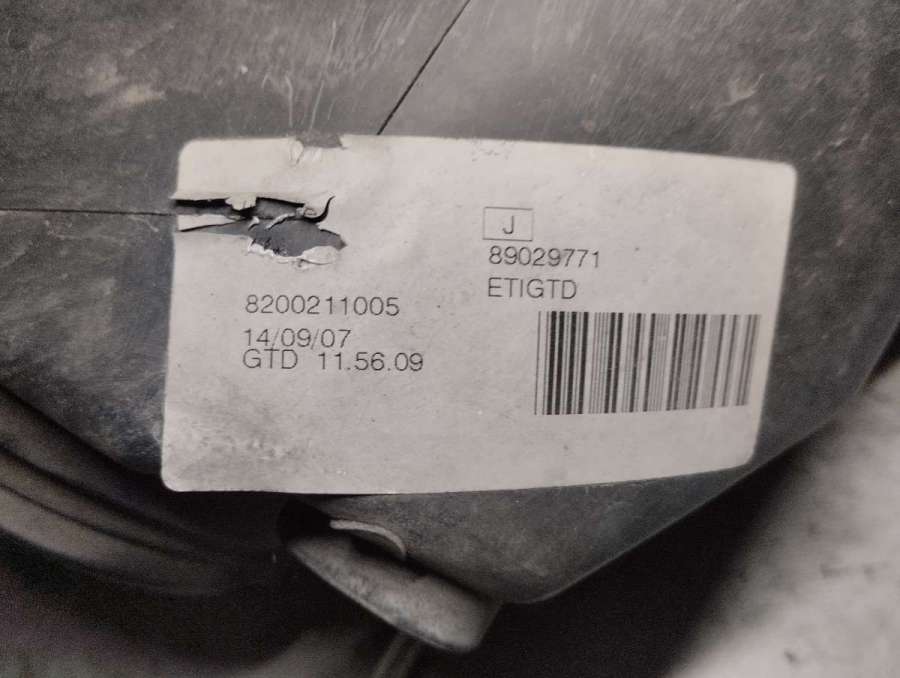 J
89029771
ETIGTD
8200211005
14/09/07
GTD 11.56.09